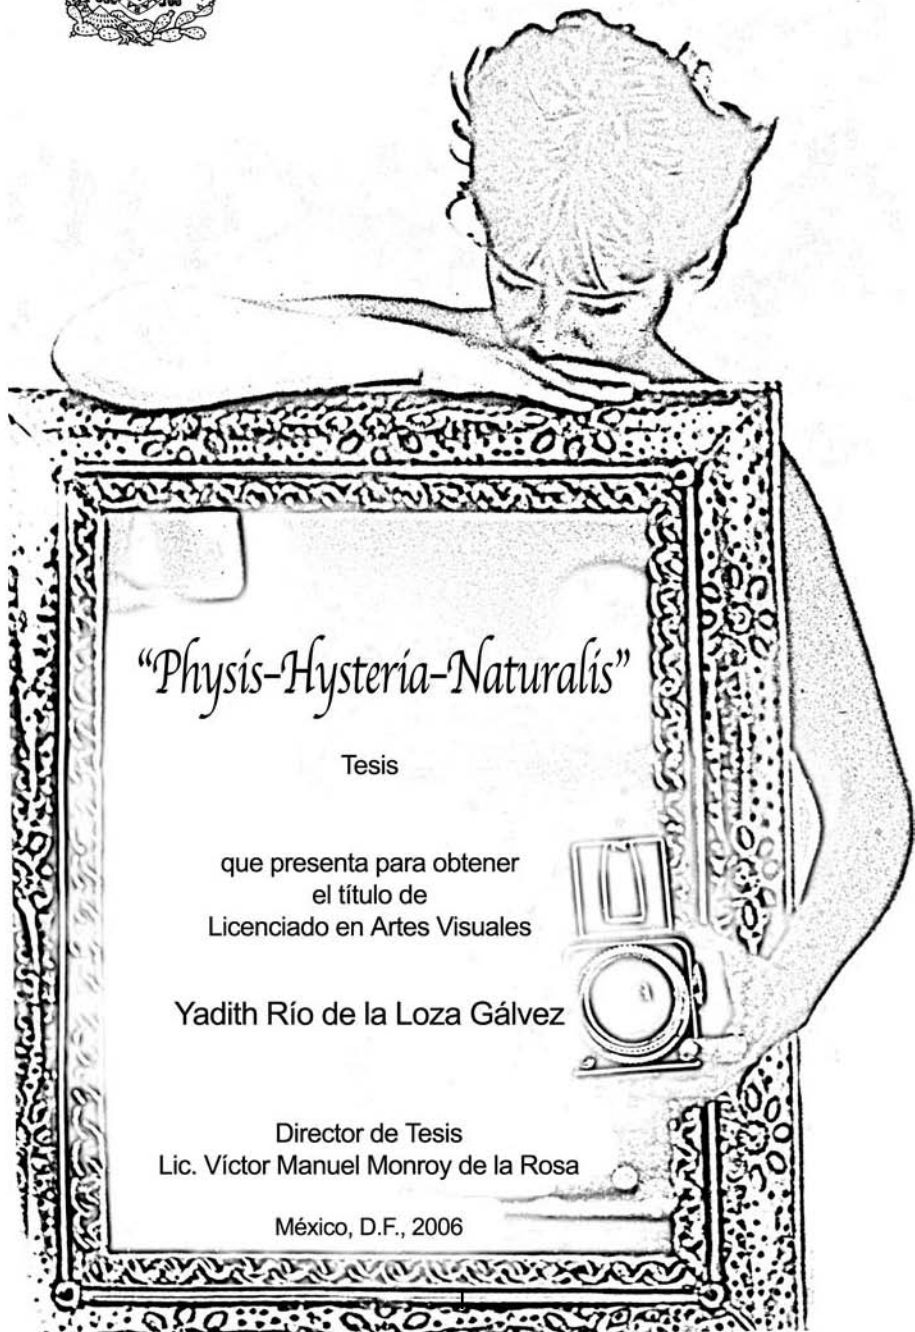 “Physis-Hysteria-Naturalis”
Tesis
que presenta para obtener
el título de
Licenciado en Artes Visuales
Yadith Río de la Loza Gálvez
Director de Tesis
Lic. Víctor Manuel Monroy de la Rosa
México, D.F., 2006